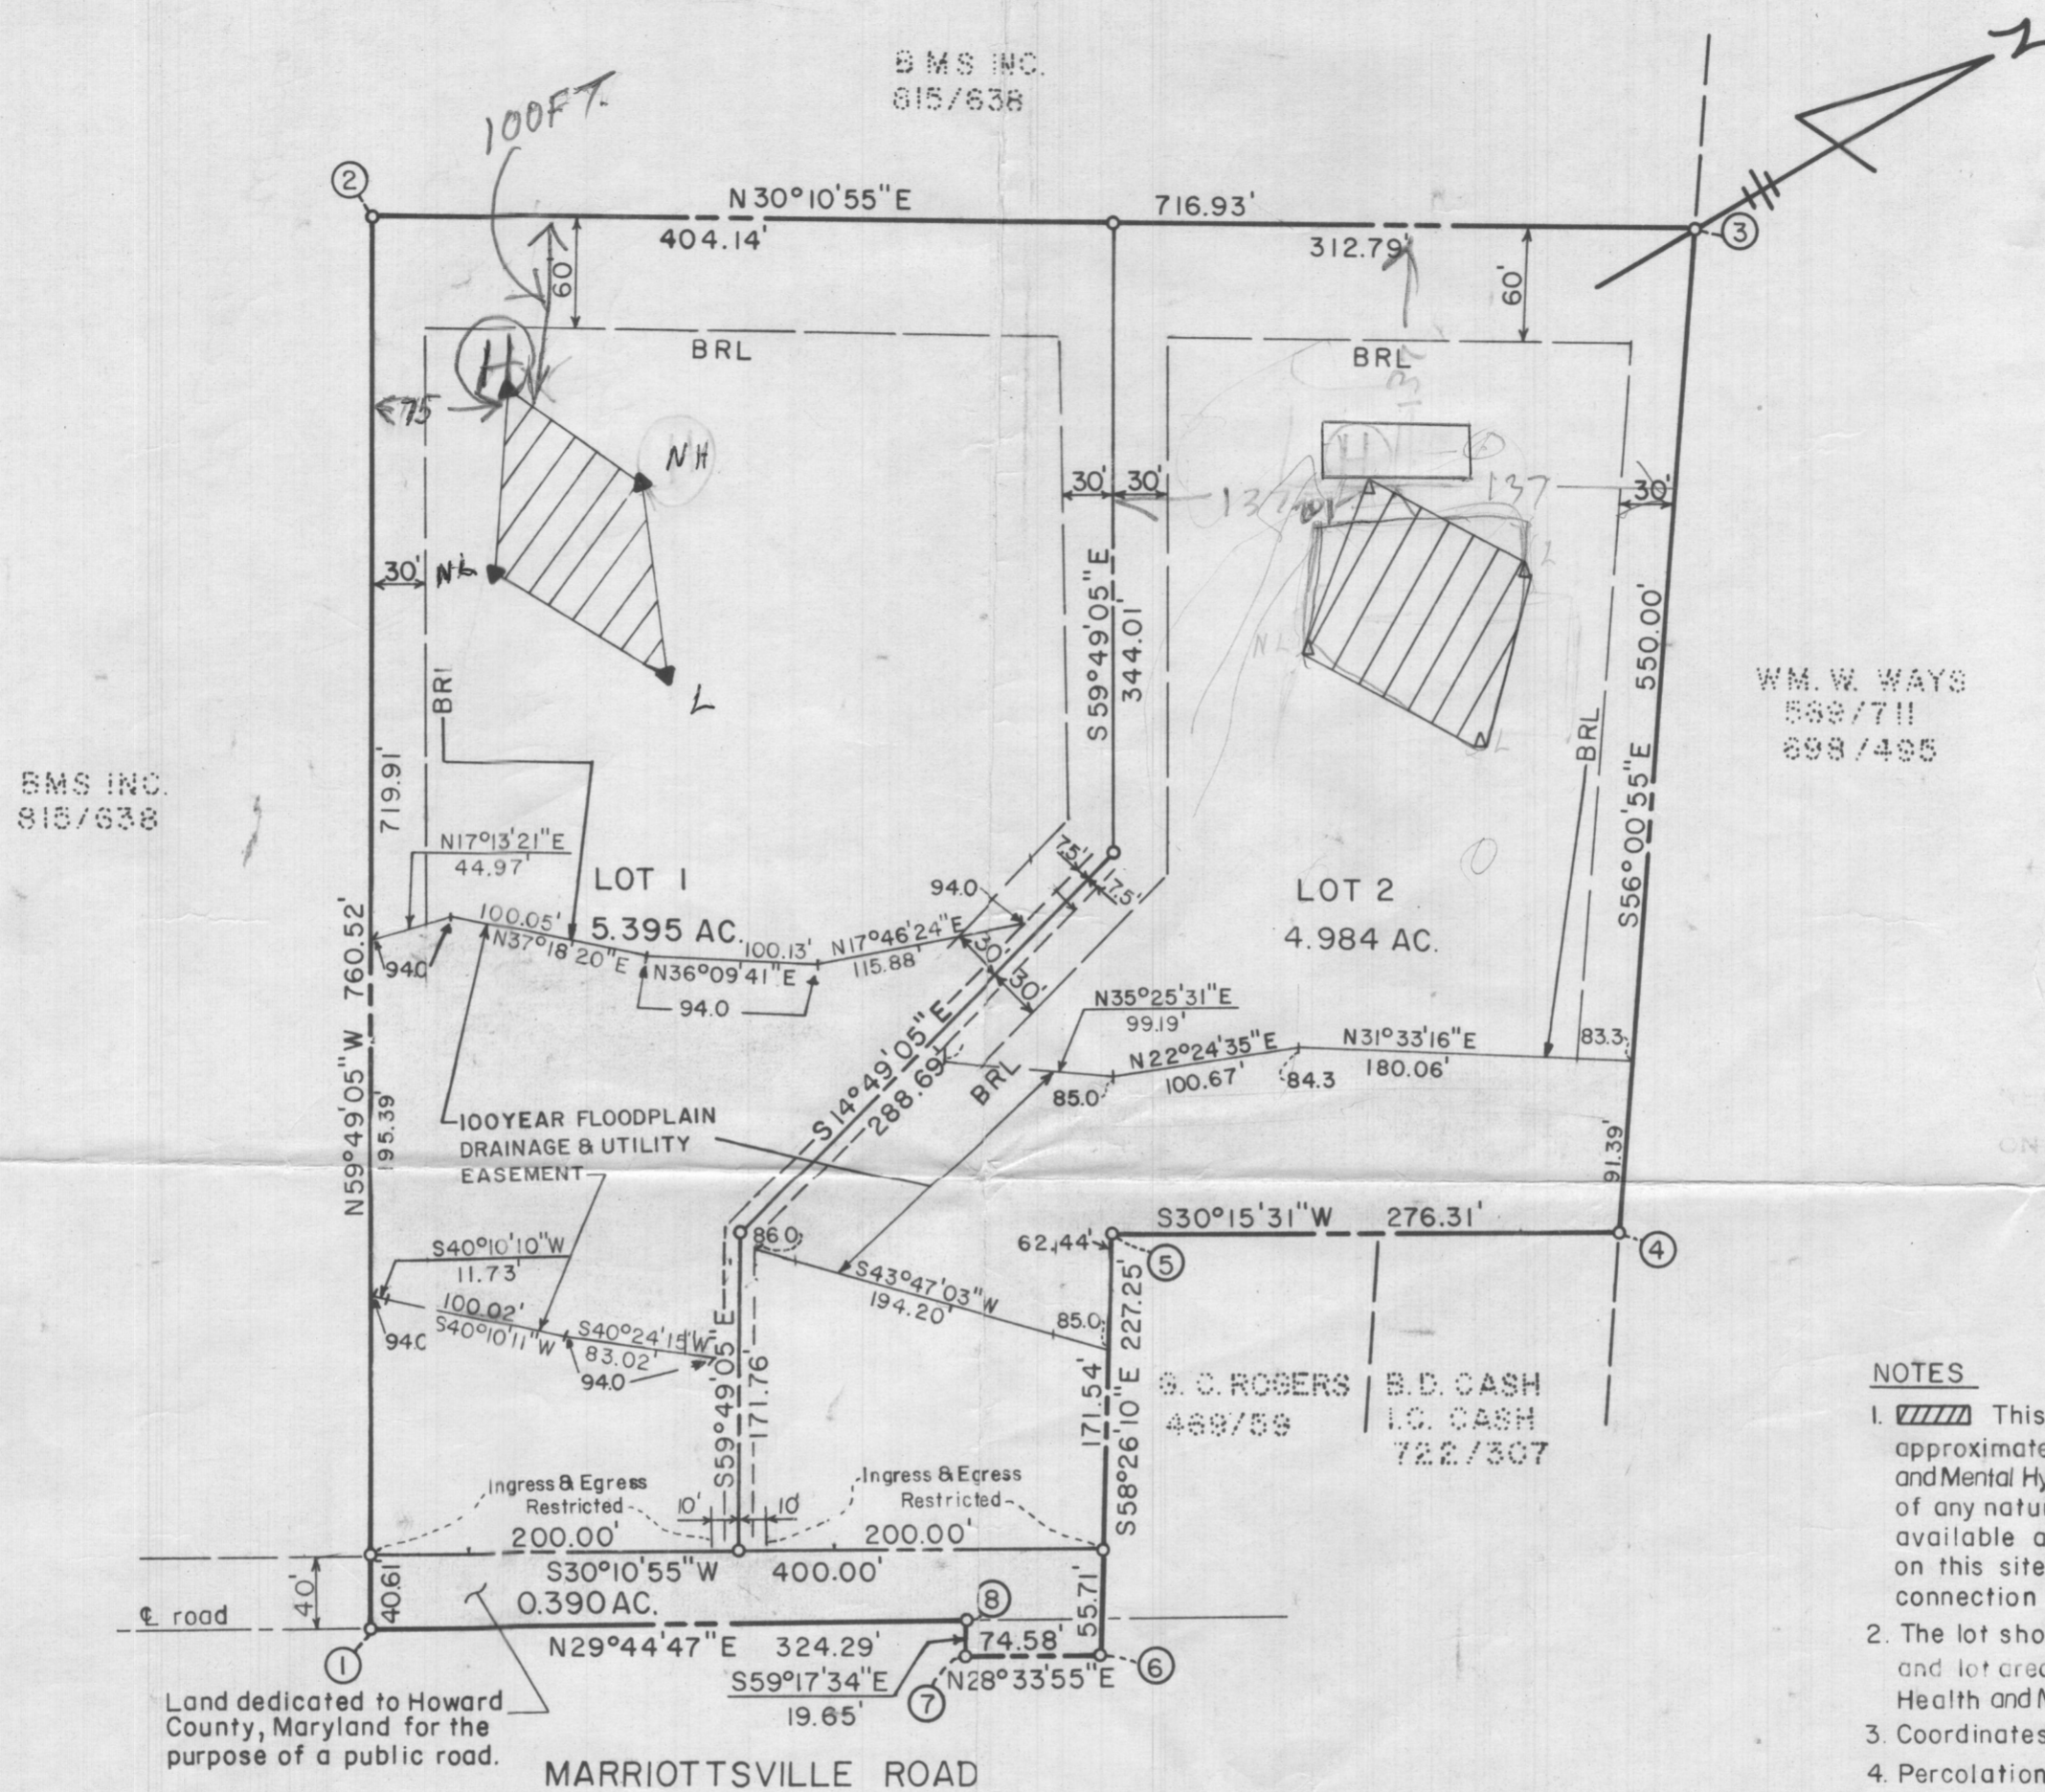 BMS INC.
815/638
100FT.
N
2
N30°10'55"E
716.93'
404.14'
312.79'
3
60'
60'
BRL
BRL
H
75
NH
137
H
30'
30'
137
137
30'
30'
NL
L
L
NL
L
BRL
S59°49'05"E
344.01'
550.00'
BRL
S56°00'55"E
WM. W. WAYS
589/711
698/495
BMS INC.
815/638
719.91'
N17°13'21"E
44.97'
LOT 1
5.395 AC.
94.0
7.5'
17.5'
LOT 2
4.984 AC.
100.05'
N37°18'20"E
100.13'
N36°09'41"E
N17°46'24"E
115.88'
94.0
94.0
30'
30'
N59°49'05"W 760.52'
195.39'
N35°25'31"E
99.19'
N22°24'35"E
100.67'
N31°33'16"E
180.06'
83.3
85.0
84.3
S14°49'05"E
288.69'
BRL
91.39'
100 YEAR FLOODPLAIN
DRAINAGE & UTILITY
EASEMENT
S30°15'31"W 276.31'
86.0
62.44'
5
4
S40°10'10"W
11.73'
S43°47'03"W
194.20'
85.0
100.02'
S40°10'11"W
S40°24'15"W
83.02'
94.0
94.0
S59°49'05"E
171.76'
171.54'
S58°26'10"E 227.25'
G. C. ROGERS
469/59
B. D. CASH
I. C. CASH
722/307
NOTES
1. This
approximate
and Mental Hy
of any natu
available a
on this site
connection
2. The lot sho
and lot area
Health and M
3. Coordinates
4. Percolation
Ingress & Egress
Restricted
Ingress & Egress
Restricted
10'
10'
200.00'
200.00'
S30°10'55"W 400.00'
40'
40.61'
0.390 AC.
55.71'
℄ road
8
N29°44'47"E 324.29'
74.58'
1
S59°17'34"E
19.65'
N28°33'55"E
7
6
Land dedicated to Howard
County, Maryland for the
purpose of a public road.
MARRIOTTSVILLE ROAD